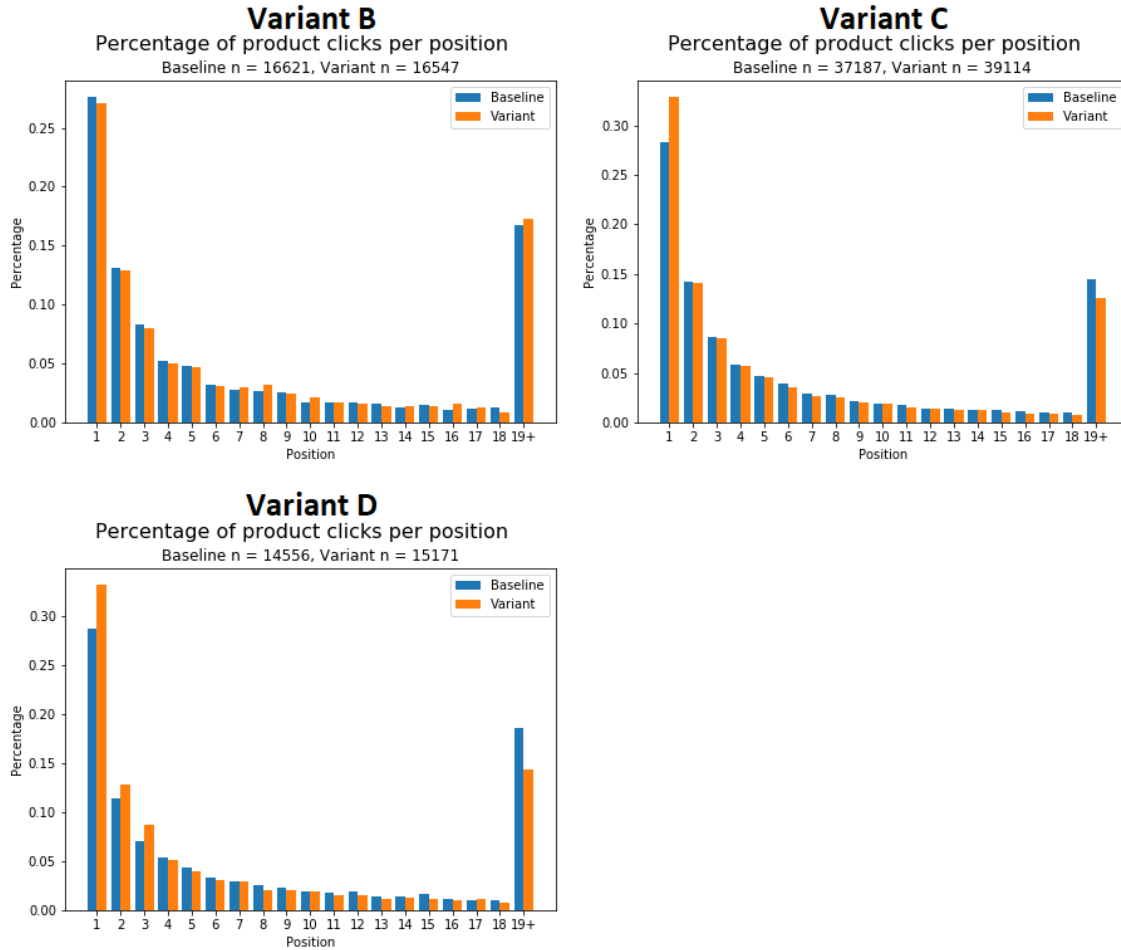 Variant B
Percentage of product clicks per position
Baseline n = 16621, Variant n = 16547
Baseline
Variant
0.25
0.20
0.15
0.10
0.05
0.00
Percentage
1 2 3 4 5 6 7 8 9 10 11 12 13 14 15 16 17 18 19+
Position
Variant C
Percentage of product clicks per position
Baseline n = 37187, Variant n = 39114
Baseline
Variant
0.30
0.25
0.20
0.15
0.10
0.05
0.00
Percentage
1 2 3 4 5 6 7 8 9 10 11 12 13 14 15 16 17 18 19+
Position
Variant D
Percentage of product clicks per position
Baseline n = 14556, Variant n = 15171
Baseline
Variant
0.30
0.25
0.20
0.15
0.10
0.05
0.00
Percentage
1 2 3 4 5 6 7 8 9 10 11 12 13 14 15 16 17 18 19+
Position